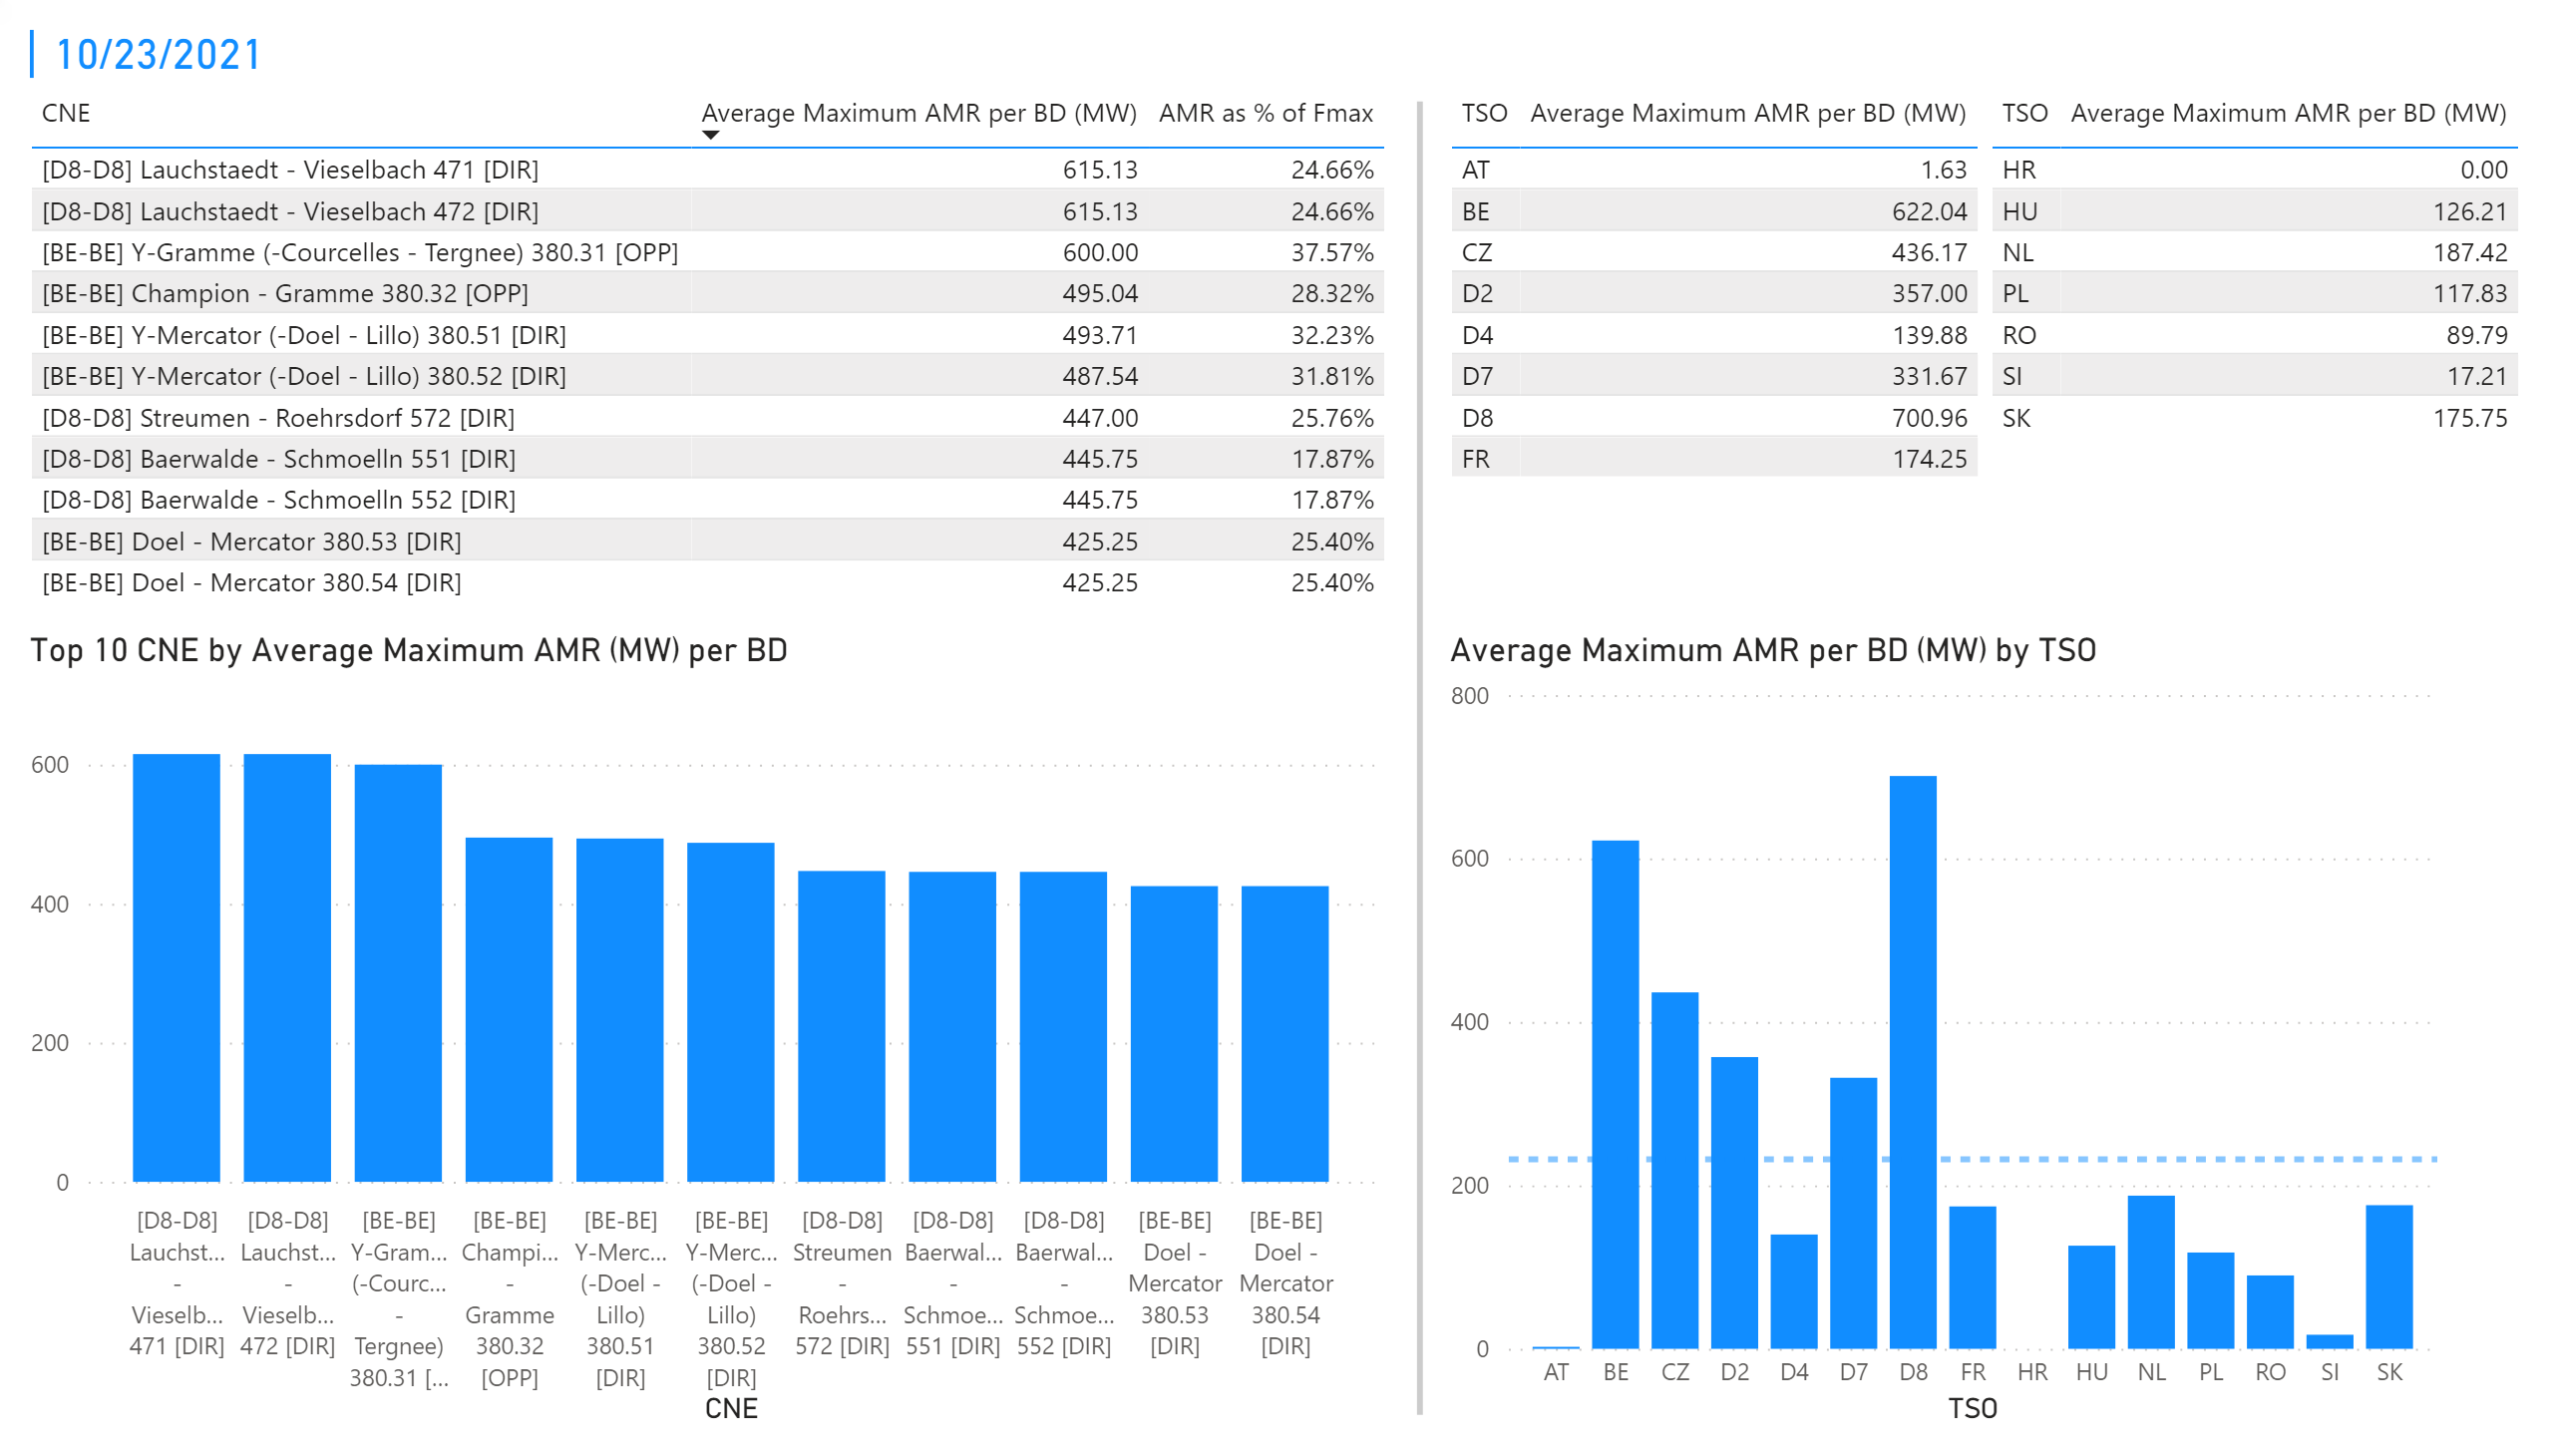 10/23/2021
CNE Average Maximum AMR per BD (MW) AMR as % of Fmax
[D8-D8] Lauchstaedt - Vieselbach 471 [DIR] 615.13 24.66%
[D8-D8] Lauchstaedt - Vieselbach 472 [DIR] 615.13 24.66%
[BE-BE] Y-Gramme (-Courcelles - Tergnee) 380.31 [OPP] 600.00 37.57%
[BE-BE] Champion - Gramme 380.32 [OPP] 495.04 28.32%
[BE-BE] Y-Mercator (-Doel - Lillo) 380.51 [DIR] 493.71 32.23%
[BE-BE] Y-Mercator (-Doel - Lillo) 380.52 [DIR] 487.54 31.81%
[D8-D8] Streumen - Roehrsdorf 572 [DIR] 447.00 25.76%
[D8-D8] Baerwalde - Schmoelln 551 [DIR] 445.75 17.87%
[D8-D8] Baerwalde - Schmoelln 552 [DIR] 445.75 17.87%
[BE-BE] Doel - Mercator 380.53 [DIR] 425.25 25.40%
[BE-BE] Doel - Mercator 380.54 [DIR] 425.25 25.40%
TSO Average Maximum AMR per BD (MW)
AT 1.63
BE 622.04
CZ 436.17
D2 357.00
D4 139.88
D7 331.67
D8 700.96
FR 174.25
TSO Average Maximum AMR per BD (MW)
HR 0.00
HU 126.21
NL 187.42
PL 117.83
RO 89.79
SI 17.21
SK 175.75
Top 10 CNE by Average Maximum AMR (MW) per BD
600
400
200
0
[D8-D8]
Lauchst...
-
Vieselb...
471 [DIR]
[D8-D8]
Lauchst...
-
Vieselb...
472 [DIR]
[BE-BE]
Y-Gram...
(-Courc...
-
Tergnee)
380.31 [...
[BE-BE]
Champi...
-
Gramme
380.32
[OPP]
[BE-BE]
Y-Merc...
(-Doel -
Lillo)
380.51
[DIR]
[BE-BE]
Y-Merc...
(-Doel -
Lillo)
380.52
[DIR]
[D8-D8]
Streumen
-
Roehrs...
572 [DIR]
[D8-D8]
Baerwal...
-
Schmoe...
551 [DIR]
[D8-D8]
Baerwal...
-
Schmoe...
552 [DIR]
[BE-BE]
Doel -
Mercator
380.53
[DIR]
[BE-BE]
Doel -
Mercator
380.54
[DIR]
CNE
Average Maximum AMR per BD (MW) by TSO
800
600
400
200
0
AT BE CZ D2 D4 D7 D8 FR HR HU NL PL RO SI SK
TSO